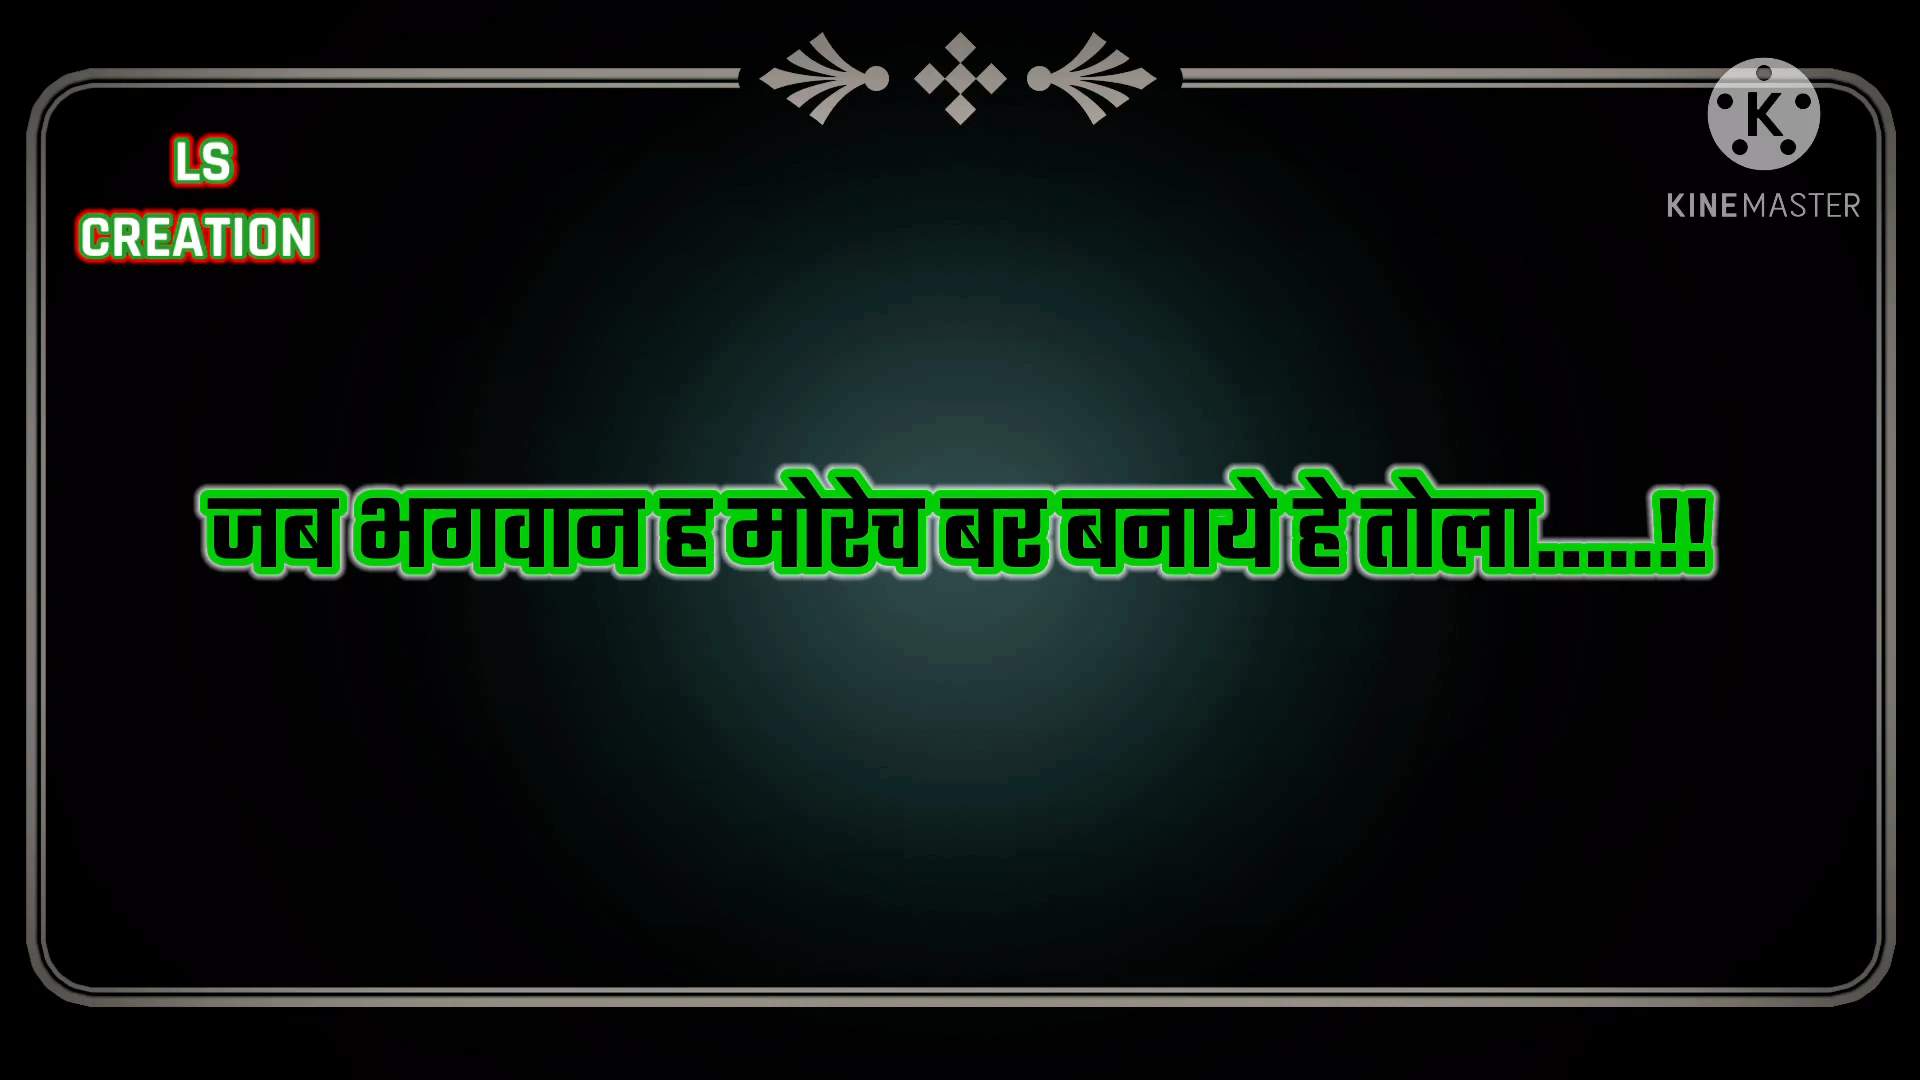 LS
CREATION
KINEMASTER
जब भगवान ह मोरेच बर बनाये हे तोला.....!!